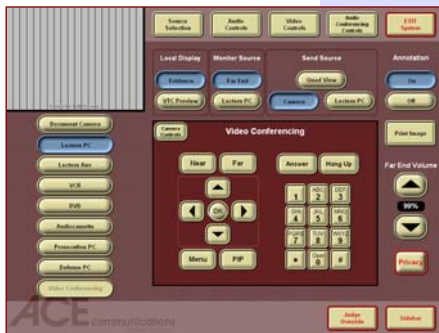 Source
Selection
Audio
Controls
Video
Controls
Audio
Conferencing
Controls
EXIT
System
Local Display
Monitor Source
Send Source
Annotation
Evidence
Far End
Quad View
On
VTC Preview
Lectern PC
Camera
Lectern PC
Off
Document Camera
Lectern PC
Lectern Aux
VCR
DVD
Audiocassette
Prosecution PC
Defense PC
Video Conferencing
Camera
Controls
Video Conferencing
Print Image
Near
Far
Answer
Hang Up
Far End Volume
OK
1
ABC
2
DEF
3
GHI
4
JKL
5
MNO
6
PQRS
7
TUV
8
WXYZ
9
*
Oper
0
#
99%
Menu
PIP
Privacy
ACE communications
Judge
Override
Sidebar